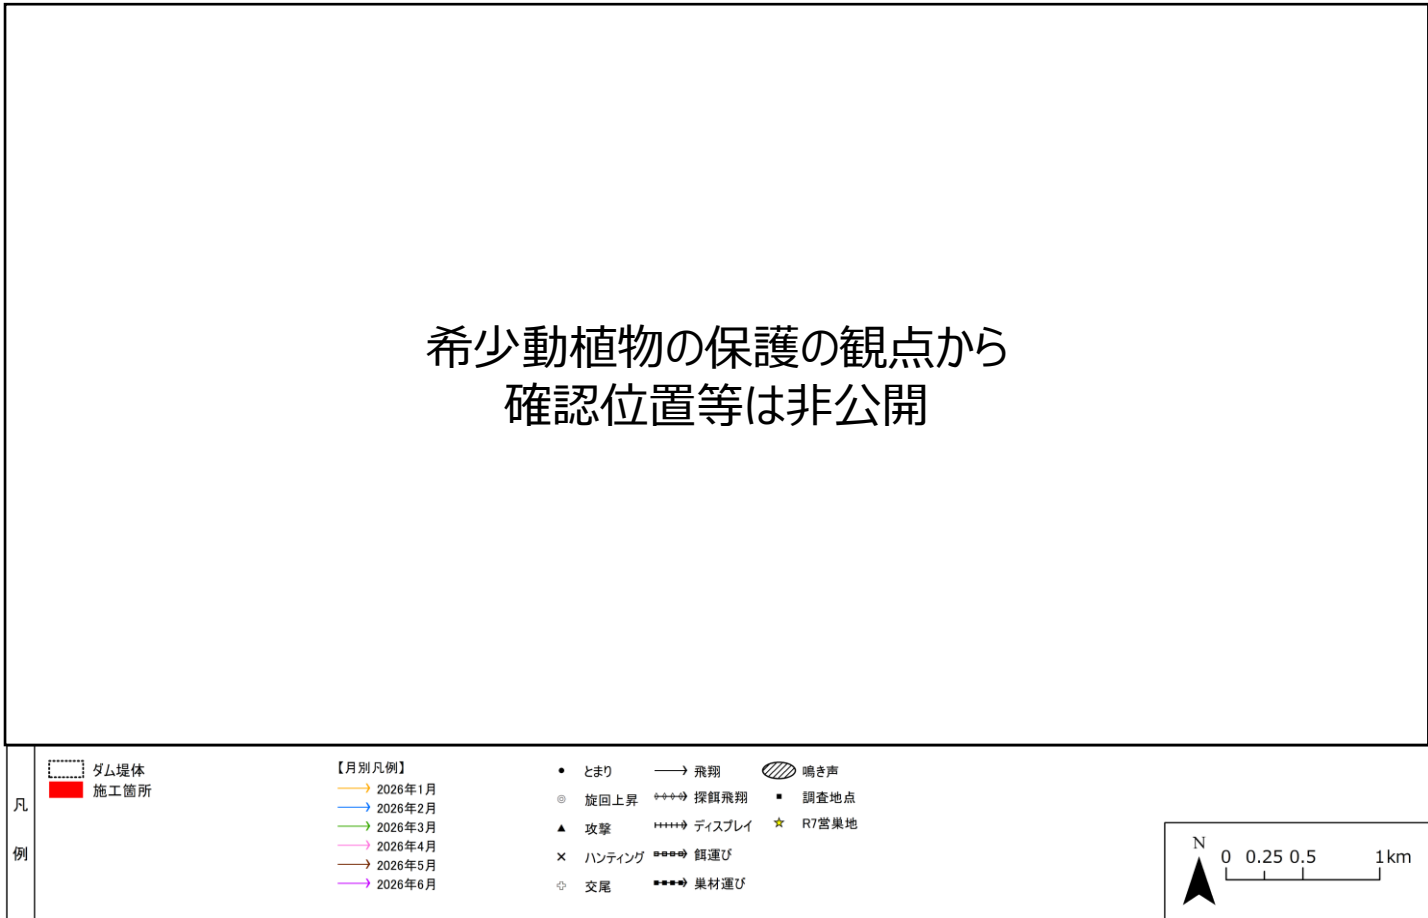 希少動植物の保護の観点から
確認位置等は非公開
凡例
ダム堤体
施工箇所
【月別凡例】
2026年1月
2026年2月
2026年3月
2026年4月
2026年5月
2026年6月
とまり
旋回上昇
攻撃
ハンティング
交尾
飛翔
探餌飛翔
ディスプレイ
餌運び
巣材運び
鳴き声
調査地点
R7営巣地
N
0 0.25 0.5 1km